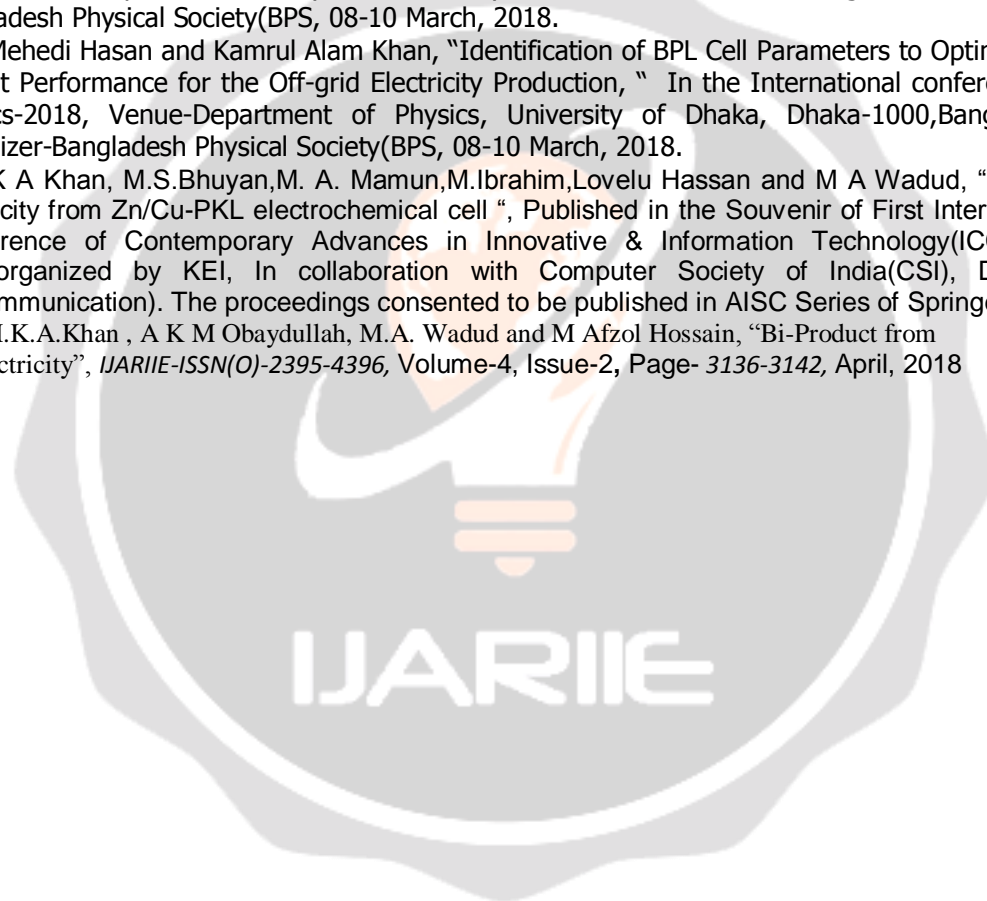 adesh Physical Society(BPS, 08-10 March, 2018.
Mehedi Hasan and Kamrul Alam Khan, “Identification of BPL Cell Parameters to Optim
t Performance for the Off-grid Electricity Production, “ In the International confer
cs-2018, Venue-Department of Physics, University of Dhaka, Dhaka-1000,Bang
izer-Bangladesh Physical Society(BPS, 08-10 March, 2018.
K A Khan, M.S.Bhuyan,M. A. Mamun,M.Ibrahim,Lovelu Hassan and M A Wadud, “
city from Zn/Cu-PKL electrochemical cell “, Published in the Souvenir of First Inter
rence of Contemporary Advances in Innovative & Information Technology(ICC
organized by KEI, In collaboration with Computer Society of India(CSI), D
mmunication). The proceedings consented to be published in AISC Series of Springe
M.K.A.Khan , A K M Obaydullah, M.A. Wadud and M Afzol Hossain, “Bi-Product from
ctricity”, IJARIIE-ISSN(O)-2395-4396, Volume-4, Issue-2, Page- 3136-3142, April, 2018
IJARIIE